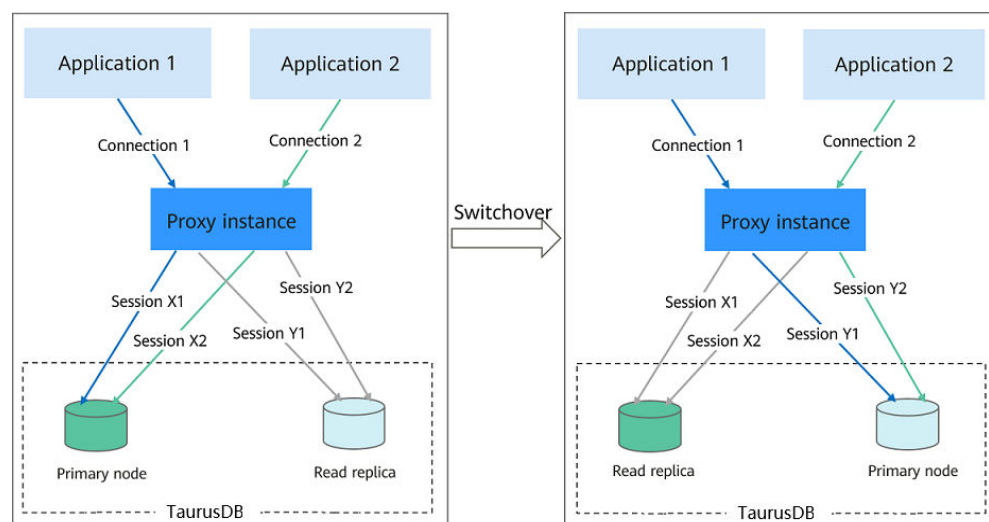 Application 1
Application 2
Connection 1
Connection 2
Proxy instance
Session X1
Session Y2
Session X2
Session Y1
Primary node
Read replica
TaurusDB
Switchover
Application 1
Application 2
Connection 1
Connection 2
Proxy instance
Session X1
Session Y2
Session X2
Session Y1
Read replica
Primary node
TaurusDB